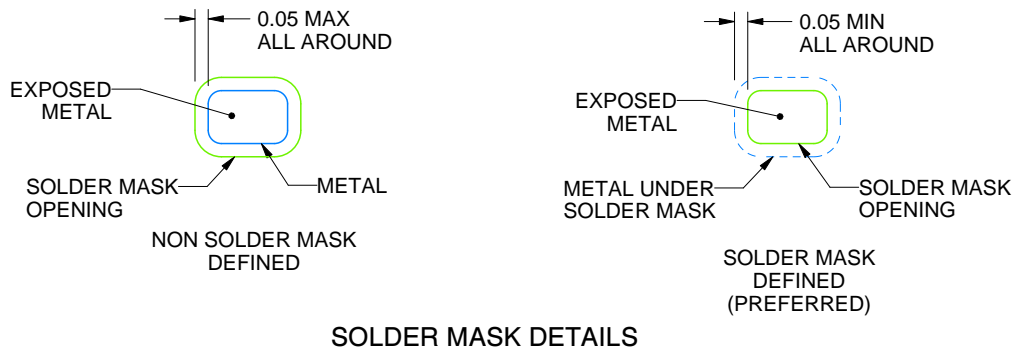 0.05 MAX
ALL AROUND
EXPOSED
METAL
SOLDER MASK
OPENING
METAL
NON SOLDER MASK
DEFINED
0.05 MIN
ALL AROUND
EXPOSED
METAL
METAL UNDER
SOLDER MASK
SOLDER MASK
OPENING
SOLDER MASK
DEFINED
(PREFERRED)
SOLDER MASK DETAILS